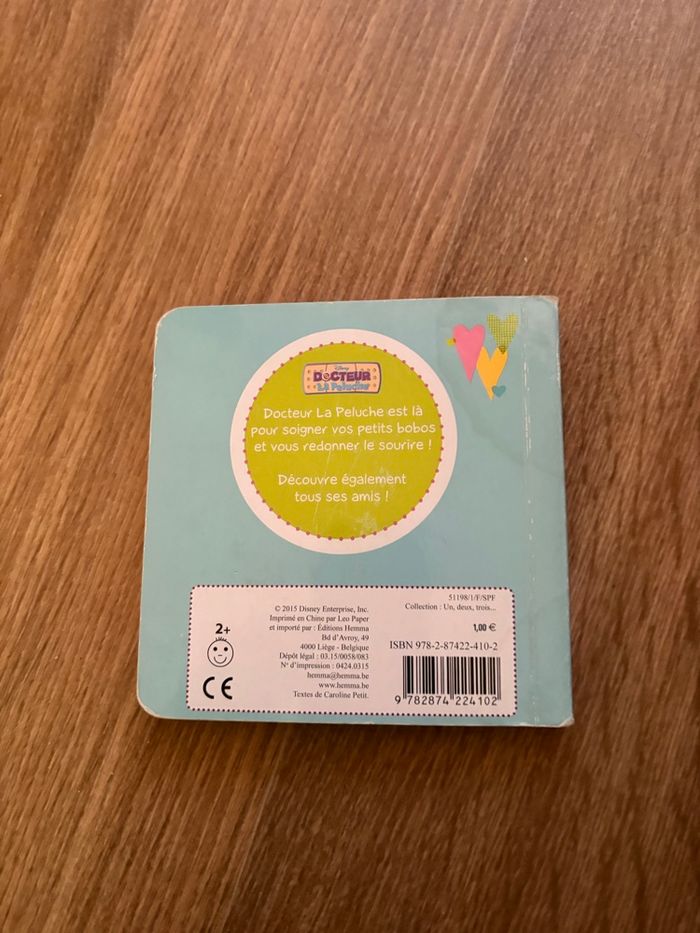 Disney
DOCTEUR
La Peluche
Docteur La Peluche est là
pour soigner vos petits bobos
et vous redonner le sourire !
Découvre également
tous ses amis !
2+
CE
© 2015 Disney Enterprise, Inc.
Imprimé en Chine par Leo Paper
et importé par : Éditions Hemma
Bd d'Avroy, 49
4000 Liège - Belgique
Dépôt légal : 03.15/0058/083
N° d'impression : 0424.0315
hemma@hemma.be
www.hemma.be
Textes de Caroline Petit.
51198/1/F/SPF
Collection : Un, deux, trois...
1,00 €
ISBN 978-2-87422-410-2
9 782874 224102